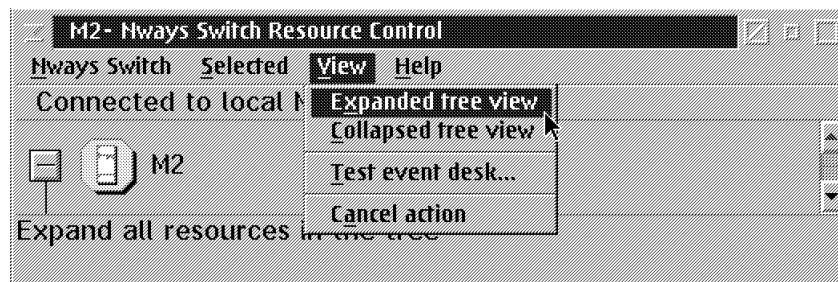 M2- Nways Switch Resource Control
Nways Switch Selected View Help
Connected to local
Expanded tree view
Collapsed tree view
M2
Test event desk...
Cancel action
Expand all resources in the tree